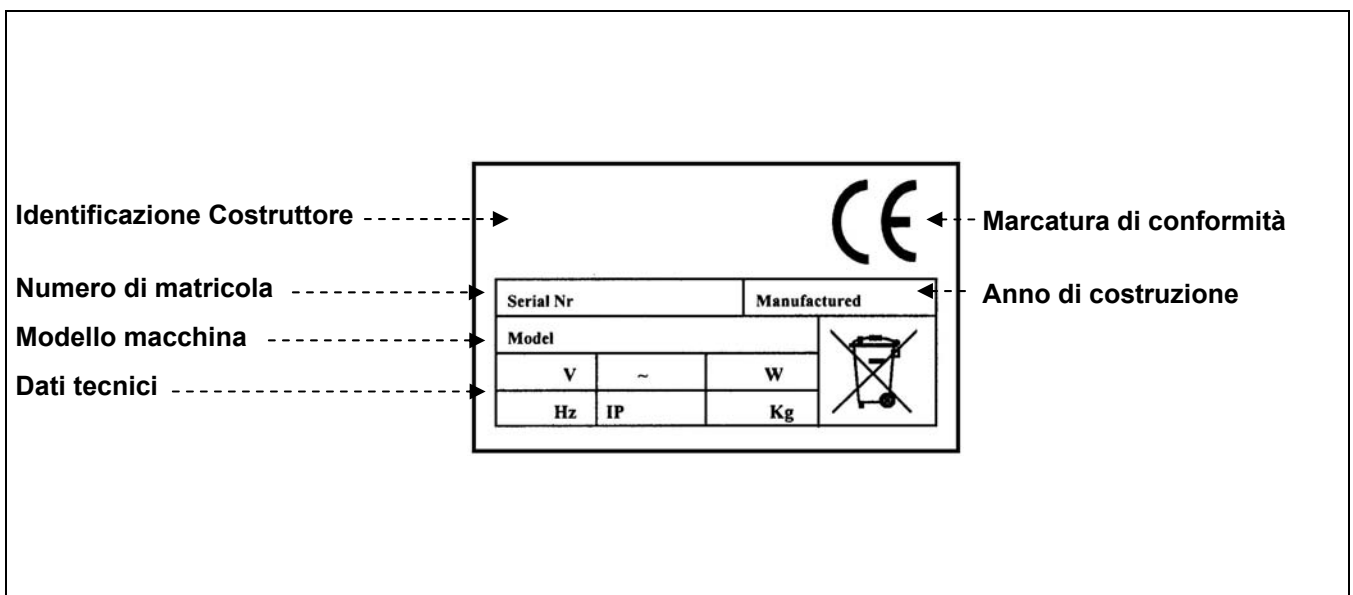 CE
Identificazione Costruttore
Marcatura di conformità
Numero di matricola
Serial Nr
Manufactured
Anno di costruzione
Modello macchina
Model
Dati tecnici
V ~ W
Hz IP Kg